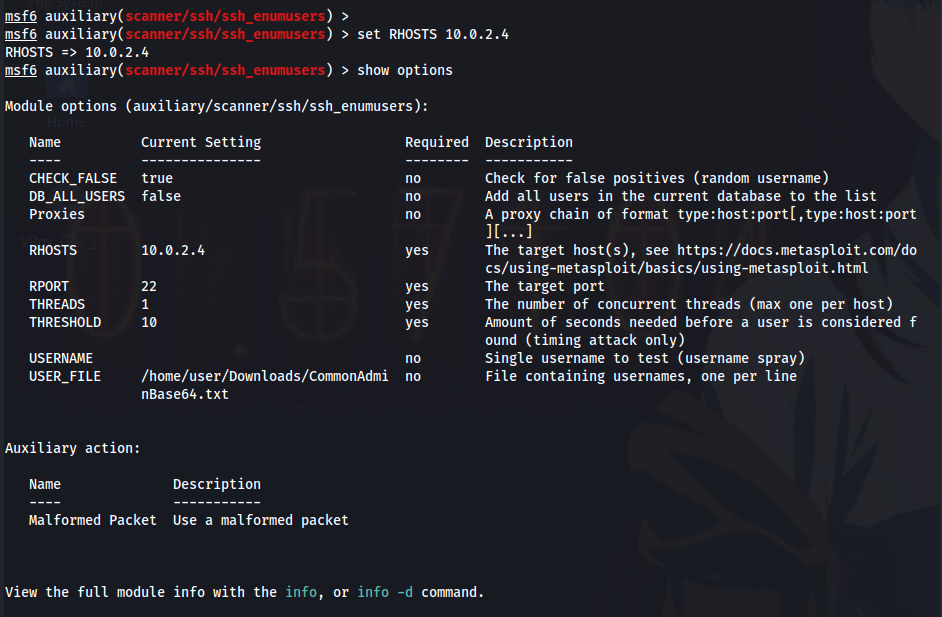 File System
msf6 auxiliary(scanner/ssh/ssh_enumusers) >
msf6 auxiliary(scanner/ssh/ssh_enumusers) > set RHOSTS 10.0.2.4
RHOSTS => 10.0.2.4
msf6 auxiliary(scanner/ssh/ssh_enumusers) > show options
Module options (auxiliary/scanner/ssh/ssh_enumusers):
Home
Name Current Setting Required Description
---- --------------- -------- -----------
CHECK_FALSE true no Check for false positives (random username)
DB_ALL_USERS false no Add all users in the current database to the list
Proxies no A proxy chain of format type:host:port[,type:host:port
][...]
RHOSTS 10.0.2.4 yes The target host(s), see https://docs.metasploit.com/do
cs/using-metasploit/basics/using-metasploit.html
RPORT 22 yes The target port
THREADS 1 yes The number of concurrent threads (max one per host)
THRESHOLD 10 yes Amount of seconds needed before a user is considered f
ound (timing attack only)
USERNAME no Single username to test (username spray)
USER_FILE /home/user/Downloads/CommonAdmi no File containing usernames, one per line
nBase64.txt
Auxiliary action:
Name Description
---- -----------
Malformed Packet Use a malformed packet
View the full module info with the info, or info -d command.